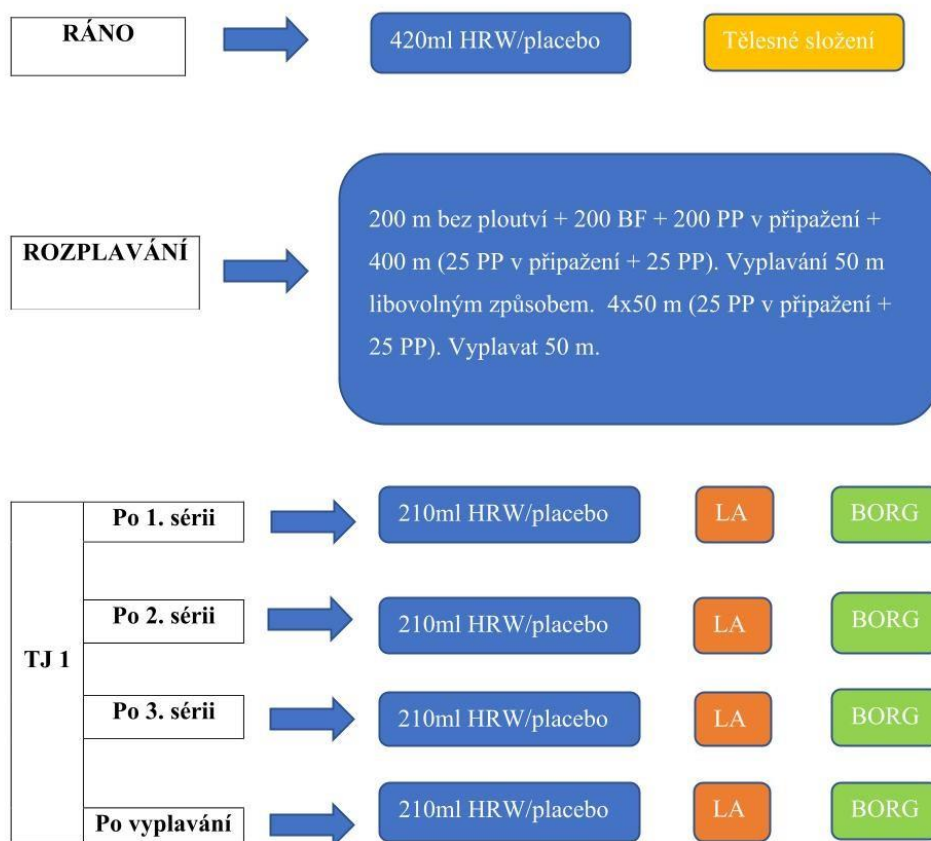 RÁNO
420ml HRW/placebo
Tělesné složení
ROZPLAVÁNÍ
200 m bez ploutví + 200 BF + 200 PP v připažení +
400 m (25 PP v připažení + 25 PP). Vyplavání 50 m
libovolným způsobem.  4x50 m (25 PP v připažení +
25 PP). Vyplavat 50 m.
TJ 1
Po 1. sérii
210ml HRW/placebo
LA
BORG
Po 2. sérii
210ml HRW/placebo
LA
BORG
Po 3. sérii
210ml HRW/placebo
LA
BORG
Po vyplavání
210ml HRW/placebo
LA
BORG